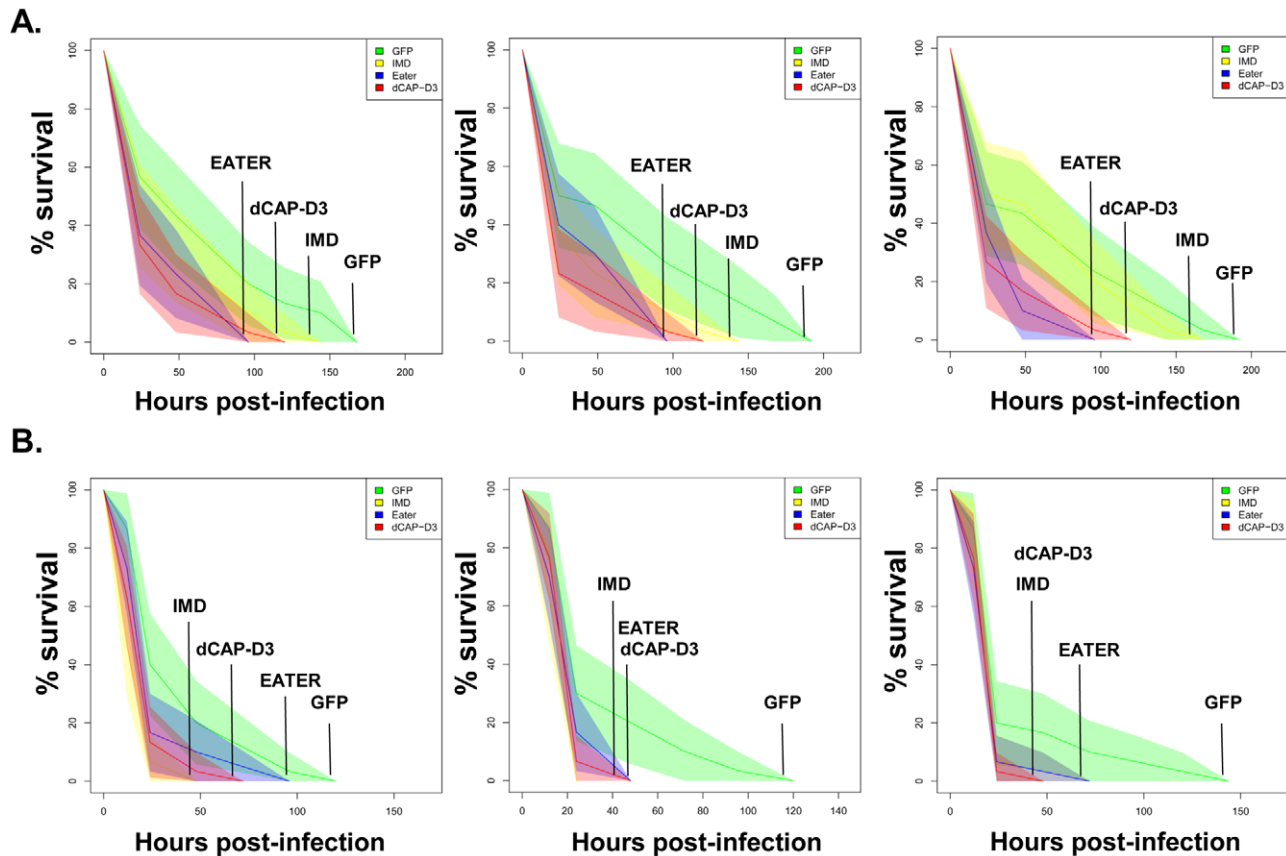 A.
% survival
100
80
60
40
20
0
GFP
IMD
Eater
dCAP-D3
EATER
dCAP-D3
IMD
GFP
0 50 100 150 200
Hours post-infection
% survival
100
80
60
40
20
0
GFP
IMD
Eater
dCAP-D3
EATER
dCAP-D3
IMD
GFP
0 50 100 150 200
Hours post-infection
% survival
100
80
60
40
20
0
GFP
IMD
Eater
dCAP-D3
EATER
dCAP-D3
IMD
GFP
0 50 100 150 200
Hours post-infection
B.
% survival
100
80
60
40
20
0
GFP
IMD
Eater
dCAP-D3
IMD
dCAP-D3
EATER
GFP
0 50 100 150
Hours post-infection
% survival
100
80
60
40
20
0
GFP
IMD
Eater
dCAP-D3
IMD
EATER
dCAP-D3
GFP
0 20 40 60 80 100 120 140
Hours post-infection
% survival
100
80
60
40
20
0
GFP
IMD
Eater
dCAP-D3
dCAP-D3
IMD
EATER
GFP
0 50 100 150
Hours post-infection